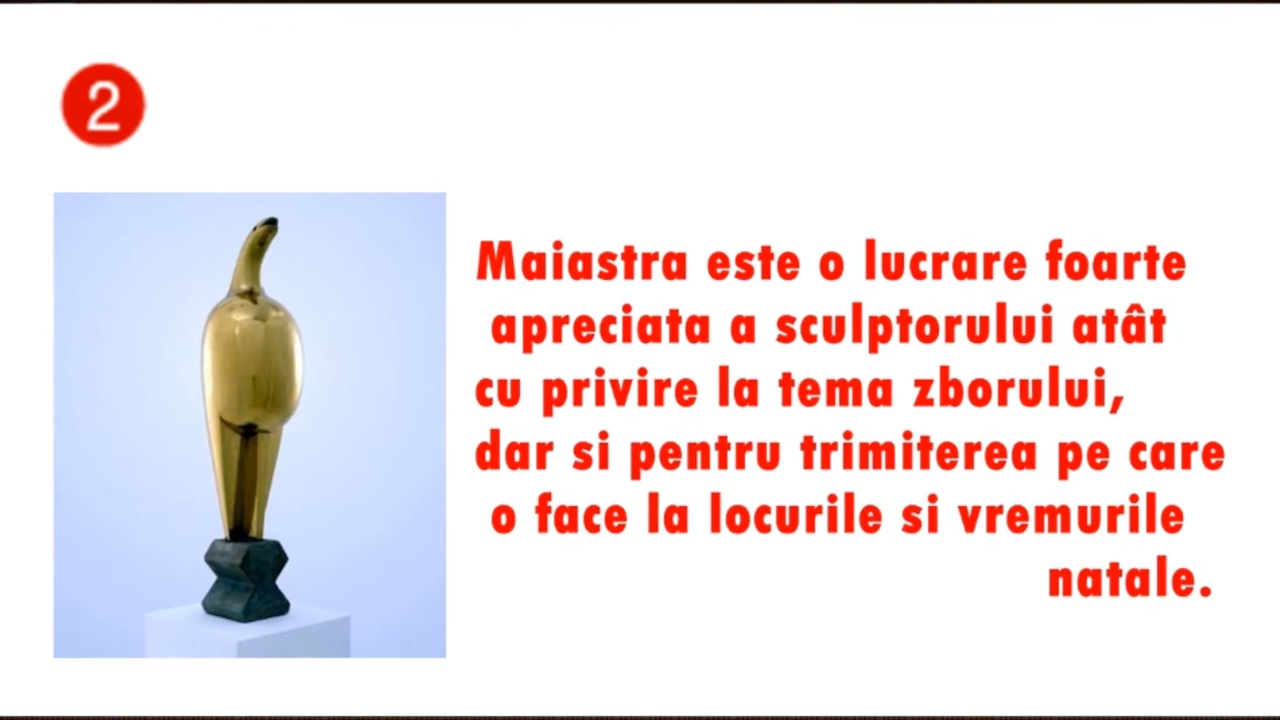 2
Maiastra este o lucrare foarte
apreciata a sculptorului atât
cu privire la tema zborului,
dar si pentru trimiterea pe care
o face la locurile si vremurile
natale.